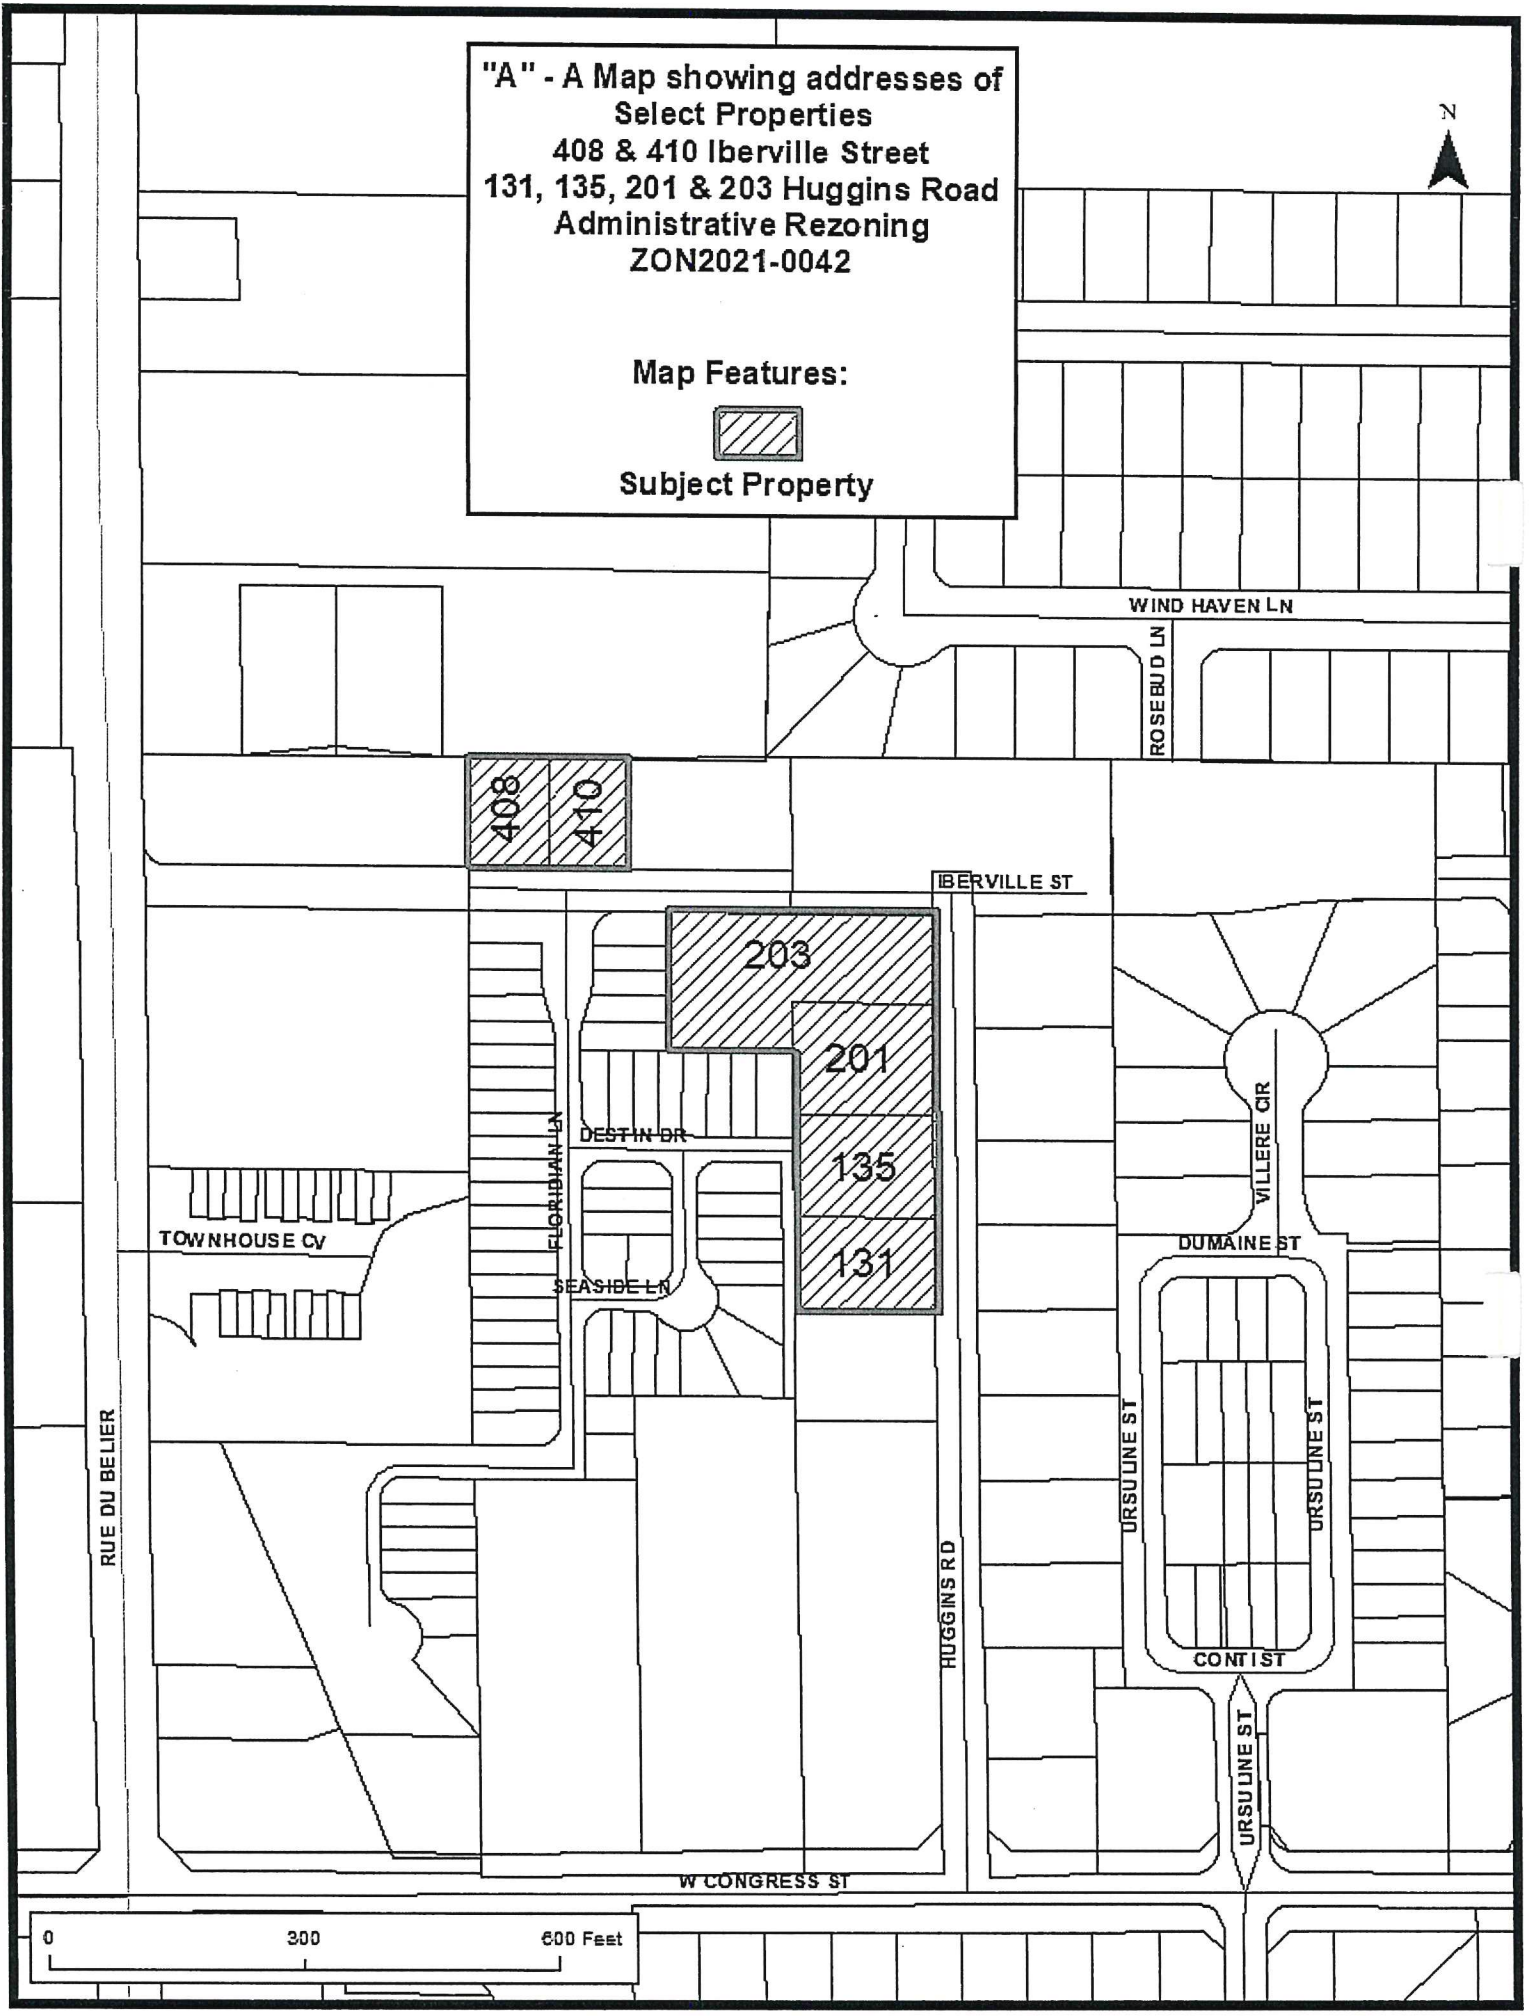 "A" - A Map showing addresses of
Select Properties
408 & 410 Iberville Street
131, 135, 201 & 203 Huggins Road
Administrative Rezoning
ZON2021-0042
Map Features:
Subject Property
N
WIND HAVEN LN
ROSEBUD LN
408
410
IBERVILLE ST
203
201
135
131
DESTIN DR
FLORIDIAN LN
SEASIDE LN
TOWNHOUSE CV
VILLERE CIR
DUMAINE ST
URSULINE ST
URSULINE ST
RUE DU BELIER
HUGGINS RD
CONTI ST
URSULINE ST
W CONGRESS ST
0 300 600 Feet